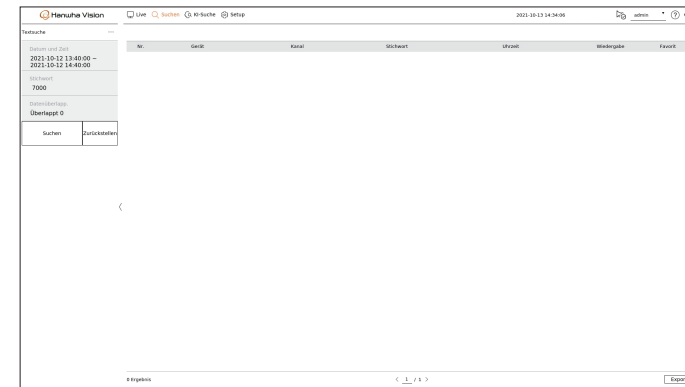 Hanwha Vision
Live Suchen KI-Suche Setup
2021-10-13 14:34:06
admin
Textsuche
Nr. Gerät Kanal Stichwort Uhrzeit Wiedergabe Favorit
Datum und Zeit
2021-10-12 13:40:00 ~
2021-10-12 14:40:00
Stichwort
7000
Datenüberlapp.
Überlappt 0
Suchen Zurückstellen
0 Ergebnis
1 / 1
Expor